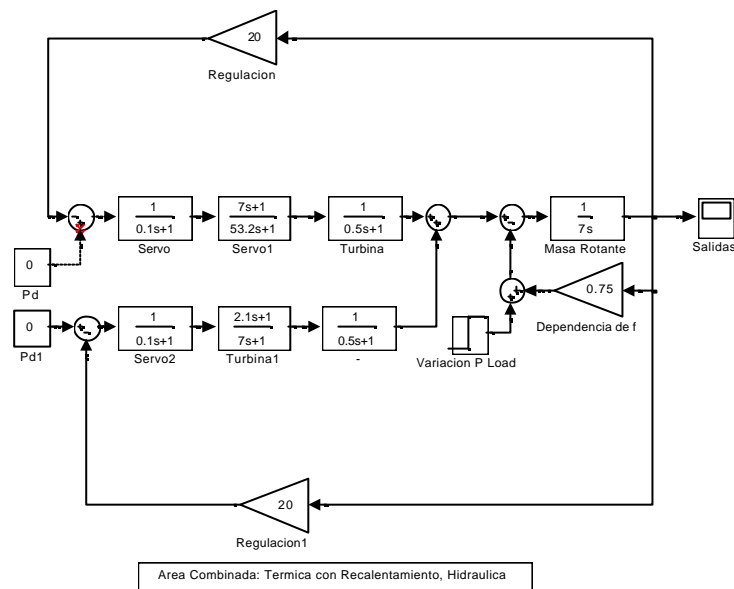 20
Regulacion
1
0.1s+1
Servo
7s+1
53.2s+1
Servo1
1
0.5s+1
Turbina
1
7s
Masa Rotante
Salidas
0
Pd
0.75
Dependencia de f
0
Pd1
1
0.1s+1
Servo2
2.1s+1
7s+1
Turbina1
1
0.5s+1
-
Variacion P Load
20
Regulacion1
Area Combinada: Termica con Recalentamiento, Hidraulica